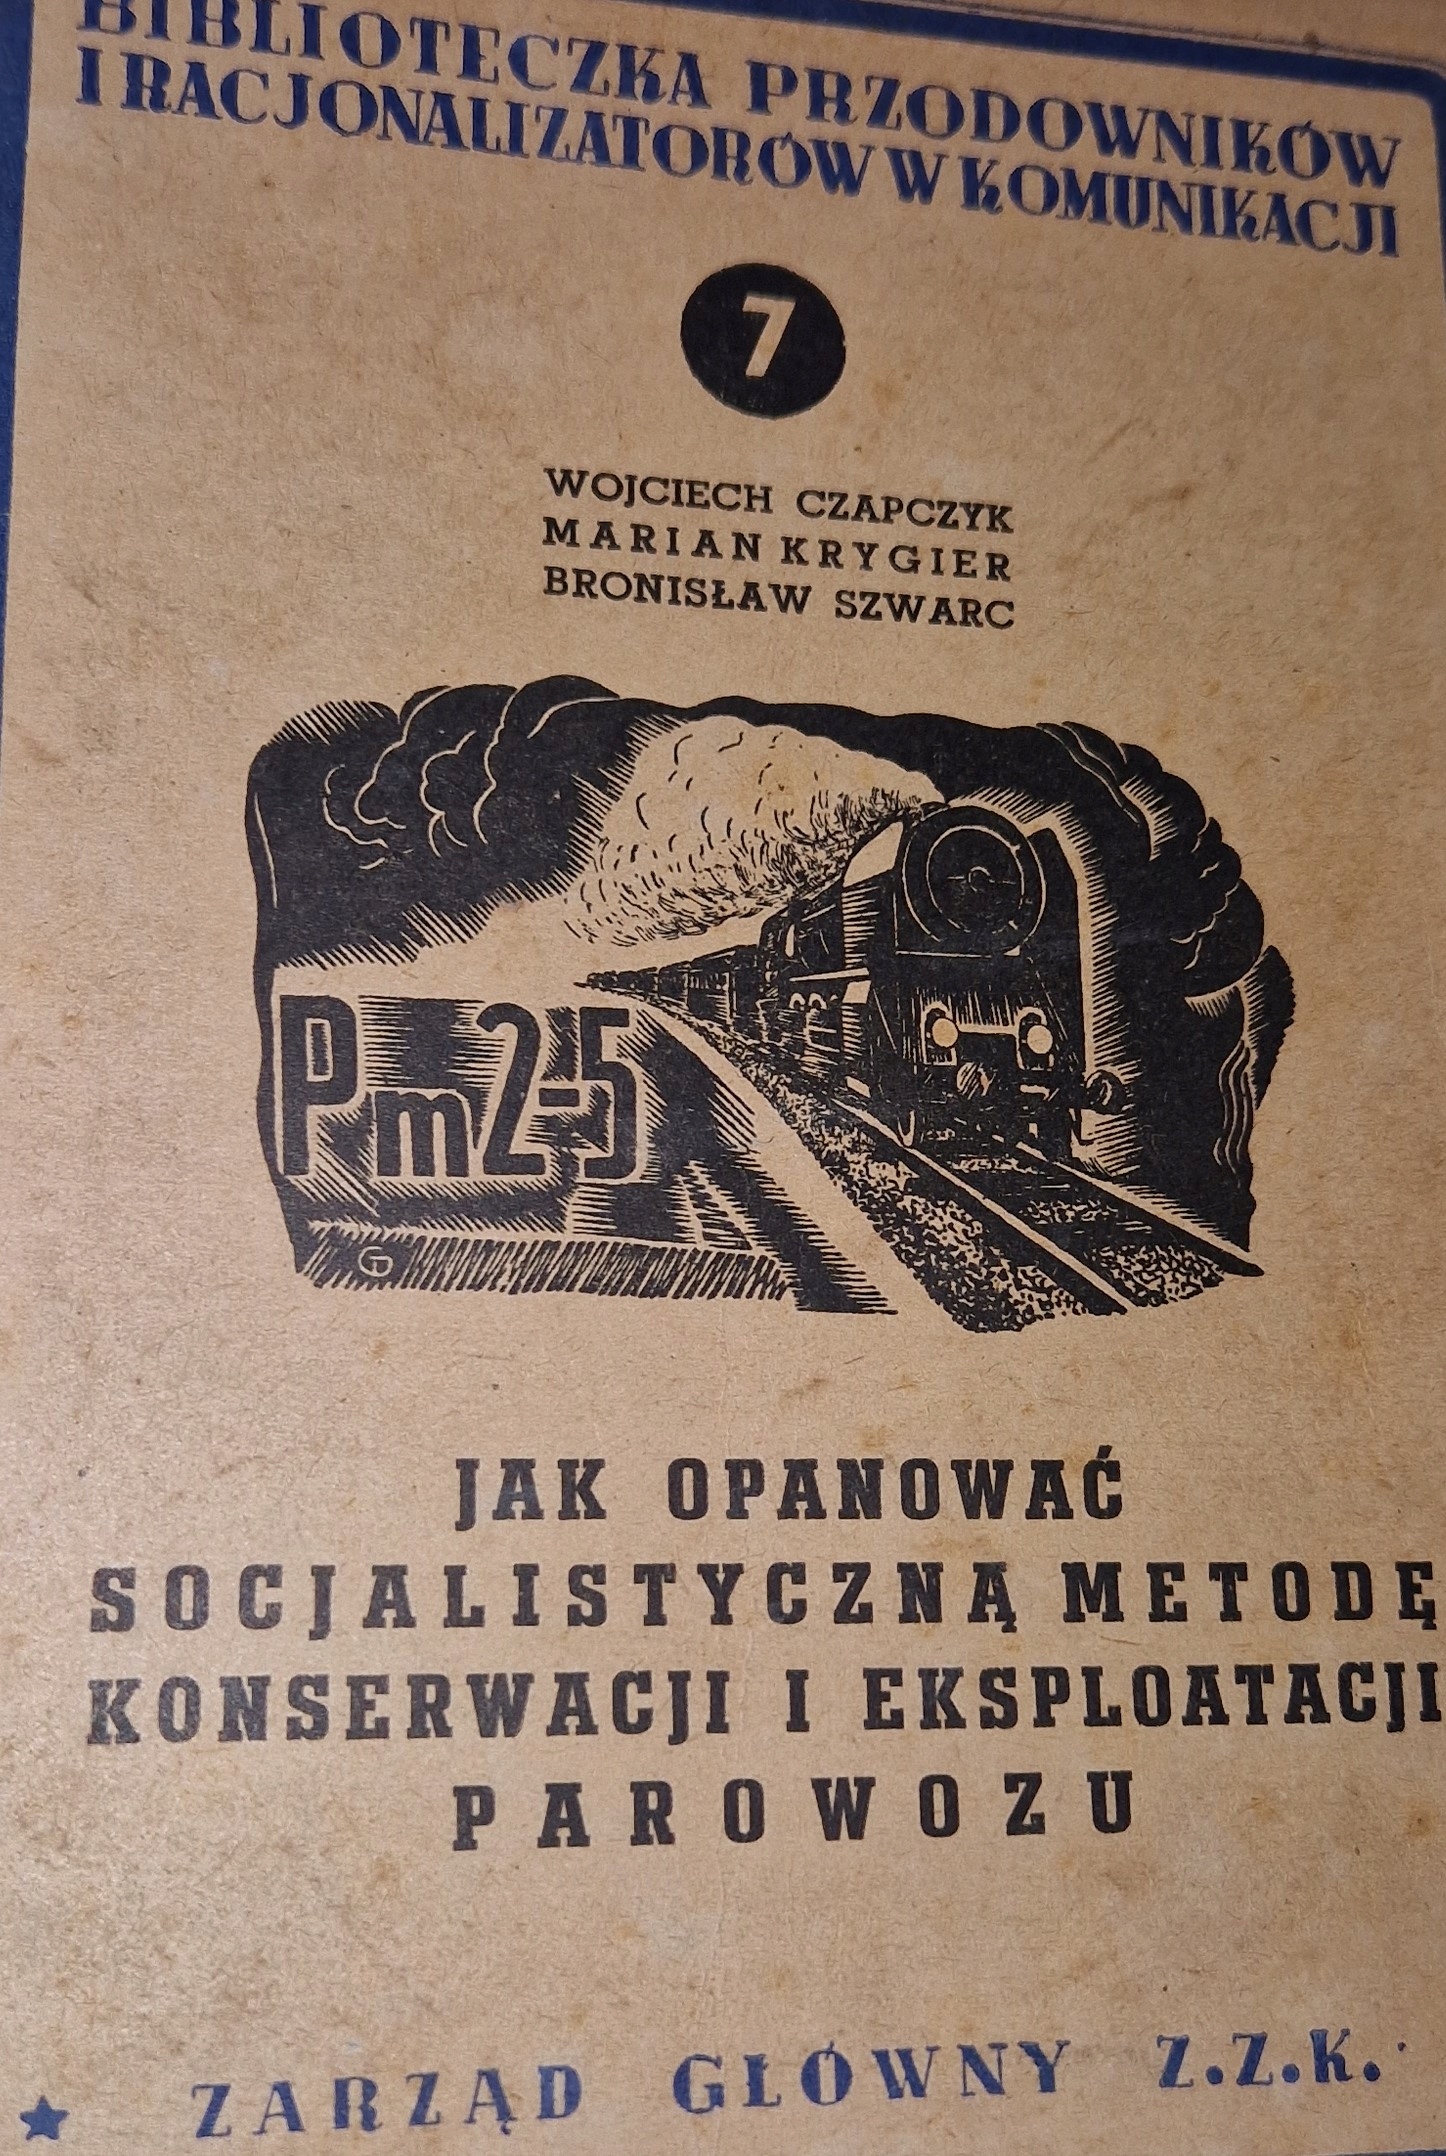 BIBLIOTECZKA PRZODOWNIKÓW
I RACJONALIZATORÓW W KOMUNIKACJI
7
WOJCIECH CZAPCZYK
MARIAN KRYGIER
BRONISŁAW SZWARC
Pm2-5
JAK OPANOWAĆ
SOCJALISTYCZNĄ METODĘ
KONSERWACJI I EKSPLOATACJI
PAROWOZU
ZARZĄD GŁÓWNY Z.Z.K.